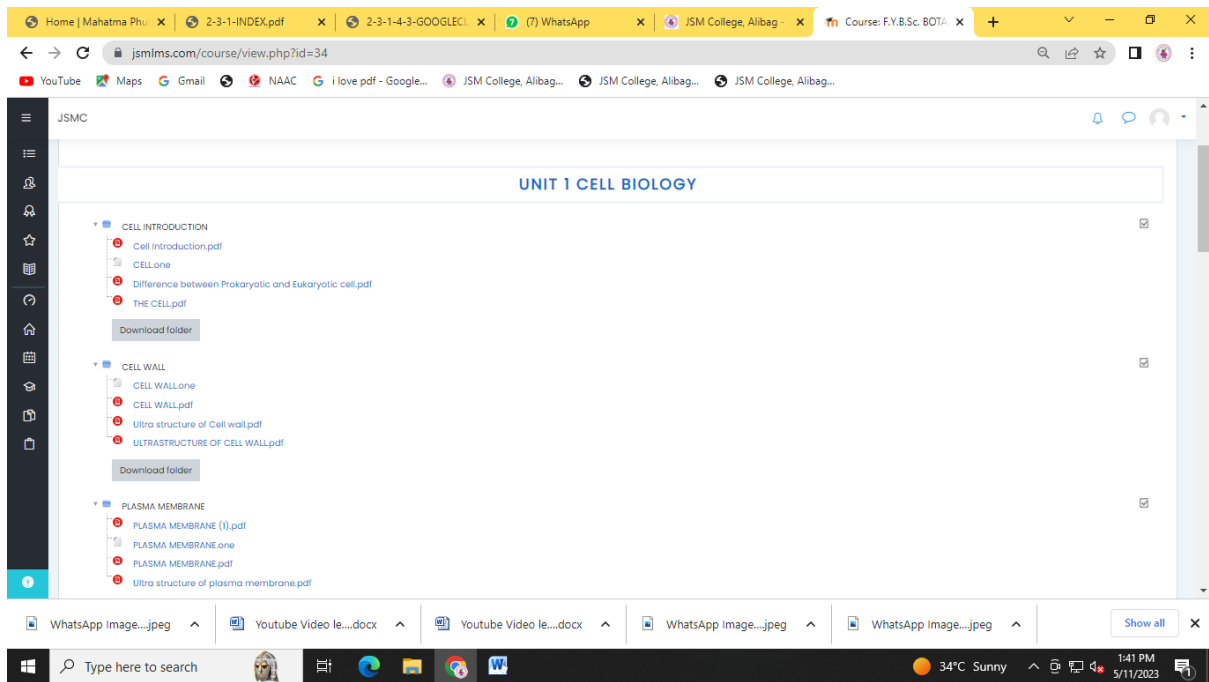 Home | Mahatma Phul
2-3-1-INDEX.pdf
2-3-1-4-3-GOOGLECL
(7) WhatsApp
JSM College, Alibag -
Course: F.Y.B.Sc. BOTA
jsmlms.com/course/view.php?id=34
YouTube
Maps
Gmail
NAAC
i love pdf - Google...
JSM College, Alibag...
JSM College, Alibag...
JSM College, Alibag...
JSMC
UNIT 1 CELL BIOLOGY
CELL INTRODUCTION
Cell Introduction.pdf
CELL.one
Difference between Prokaryotic and Eukaryotic cell.pdf
THE CELL.pdf
Download folder
CELL WALL
CELL WALL.one
CELL WALL.pdf
Ultra structure of Cell wall.pdf
ULTRASTRUCTURE OF CELL WALL.pdf
Download folder
PLASMA MEMBRANE
PLASMA MEMBRANE (1).pdf
PLASMA MEMBRANE.one
PLASMA MEMBRANE.pdf
Ultra structure of plasma membrane.pdf
WhatsApp Image....jpeg
Youtube Video le....docx
Youtube Video le....docx
WhatsApp Image....jpeg
WhatsApp Image....jpeg
Show all
Type here to search
34°C Sunny
1:41 PM
5/11/2023